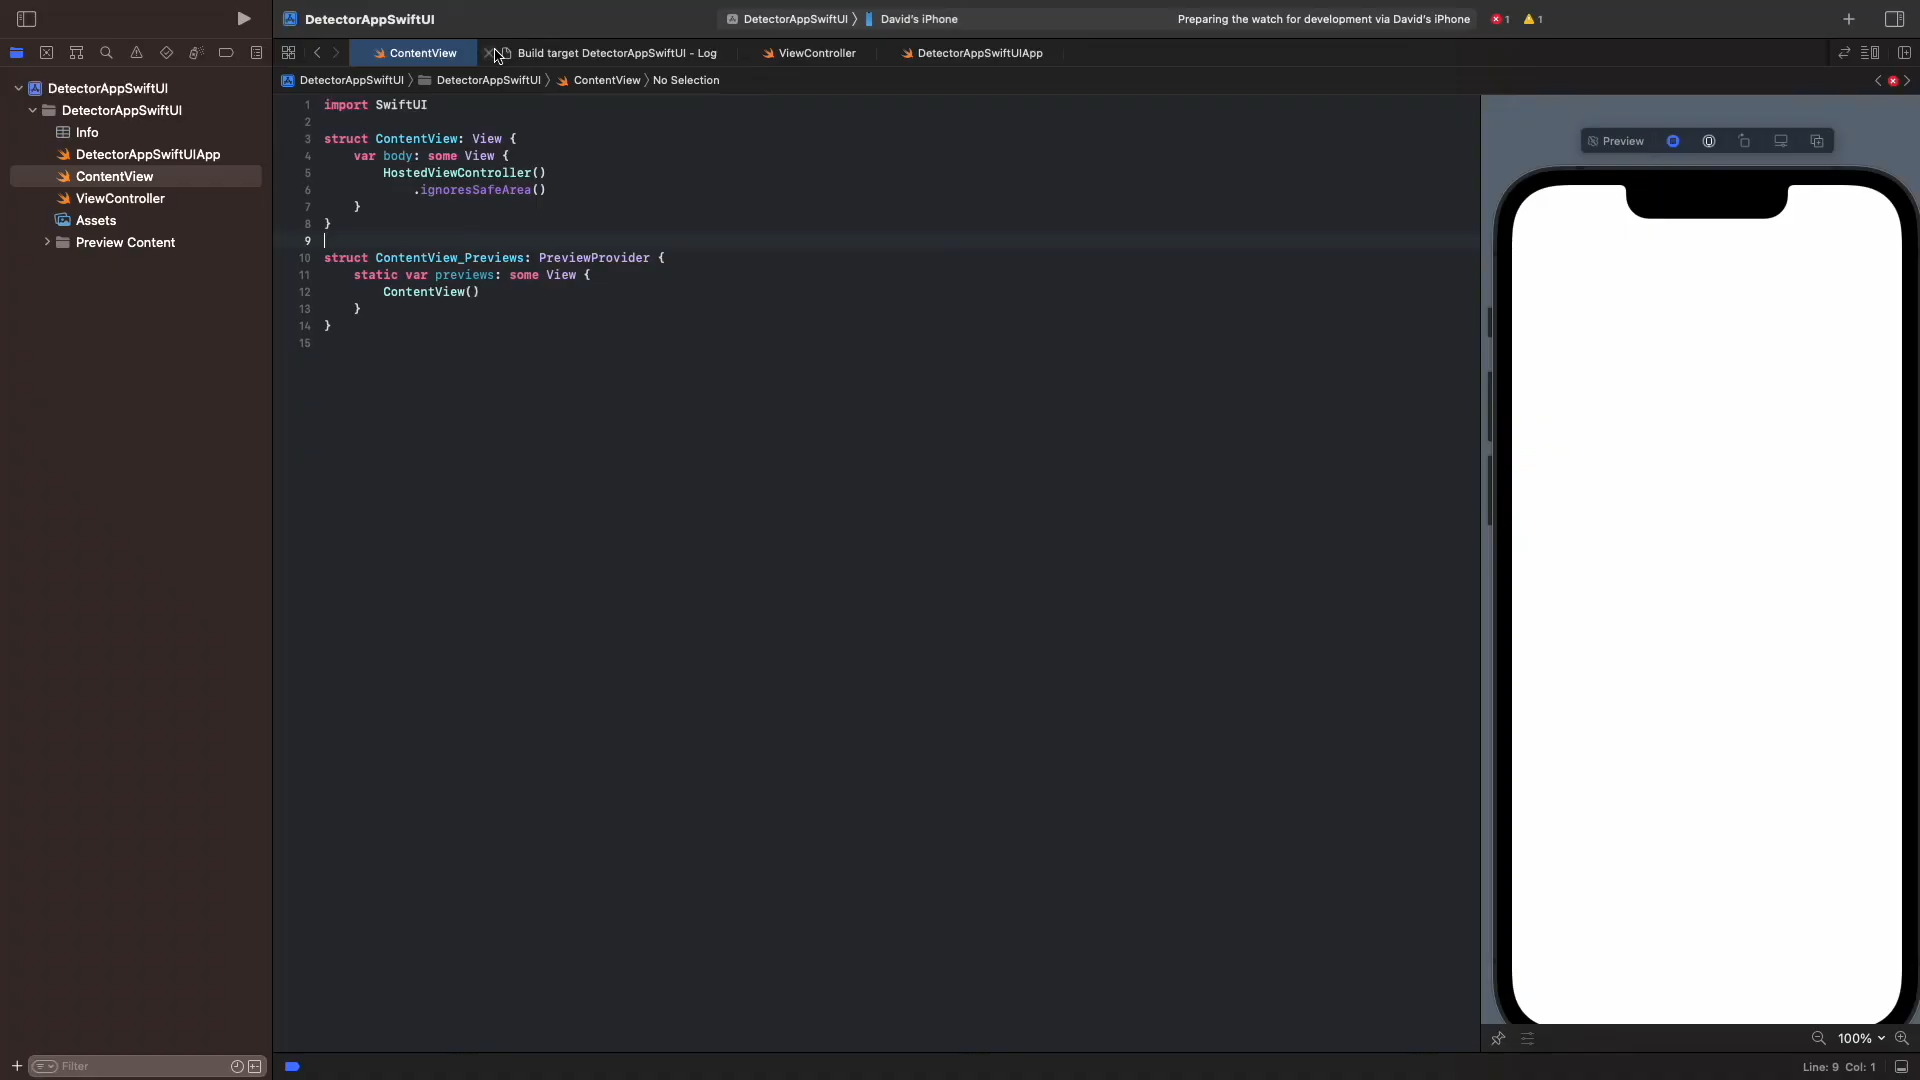 DetectorAppSwiftUI
DetectorAppSwiftUI 〉 David's iPhone
Preparing the watch for development via David's iPhone
1
1
ContentView
Build target DetectorAppSwiftUI - Log
ViewController
DetectorAppSwiftUIApp
DetectorAppSwiftUI 〉 DetectorAppSwiftUI 〉 ContentView 〉 No Selection
DetectorAppSwiftUI
DetectorAppSwiftUI
Info
DetectorAppSwiftUIApp
ContentView
ViewController
Assets
Preview Content
1 import SwiftUI
2
3 struct ContentView: View {
4     var body: some View {
5         HostedViewController()
6             .ignoresSafeArea()
7     }
8 }
9
10 struct ContentView_Previews: PreviewProvider {
11     static var previews: some View {
12         ContentView()
13     }
14 }
15
Preview
100%
Filter
Line: 9 Col: 1